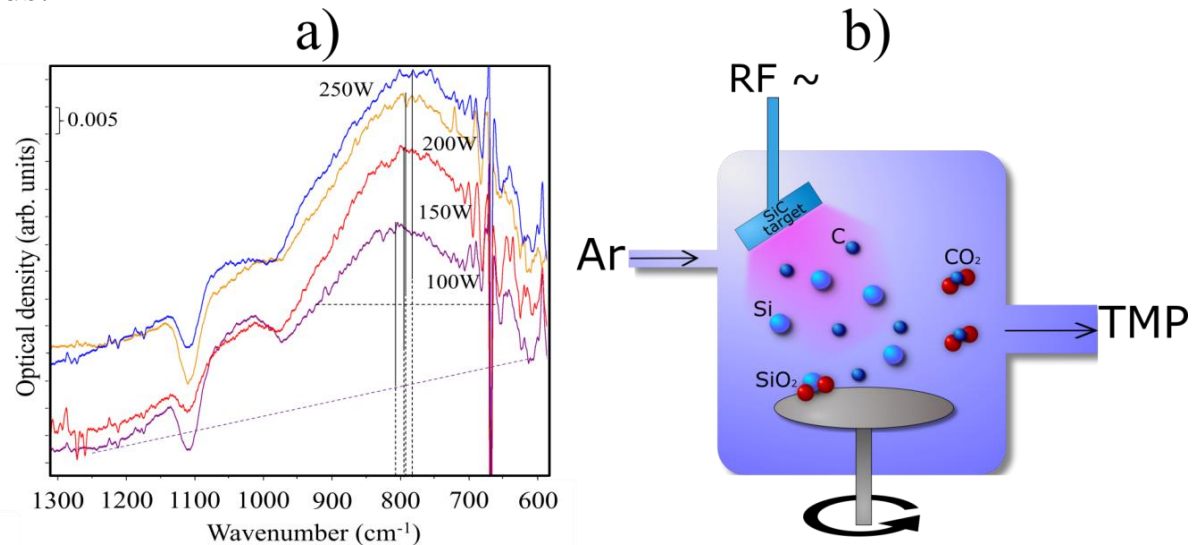 a)
250W
0.005
200W
150W
100W
Optical density (arb. units)
1300 1200 1100 1000 900 800 700 600
Wavenumber (cm-1)
b)
RF ~
SiC
target
Ar
C
CO2
Si
TMP
SiO2